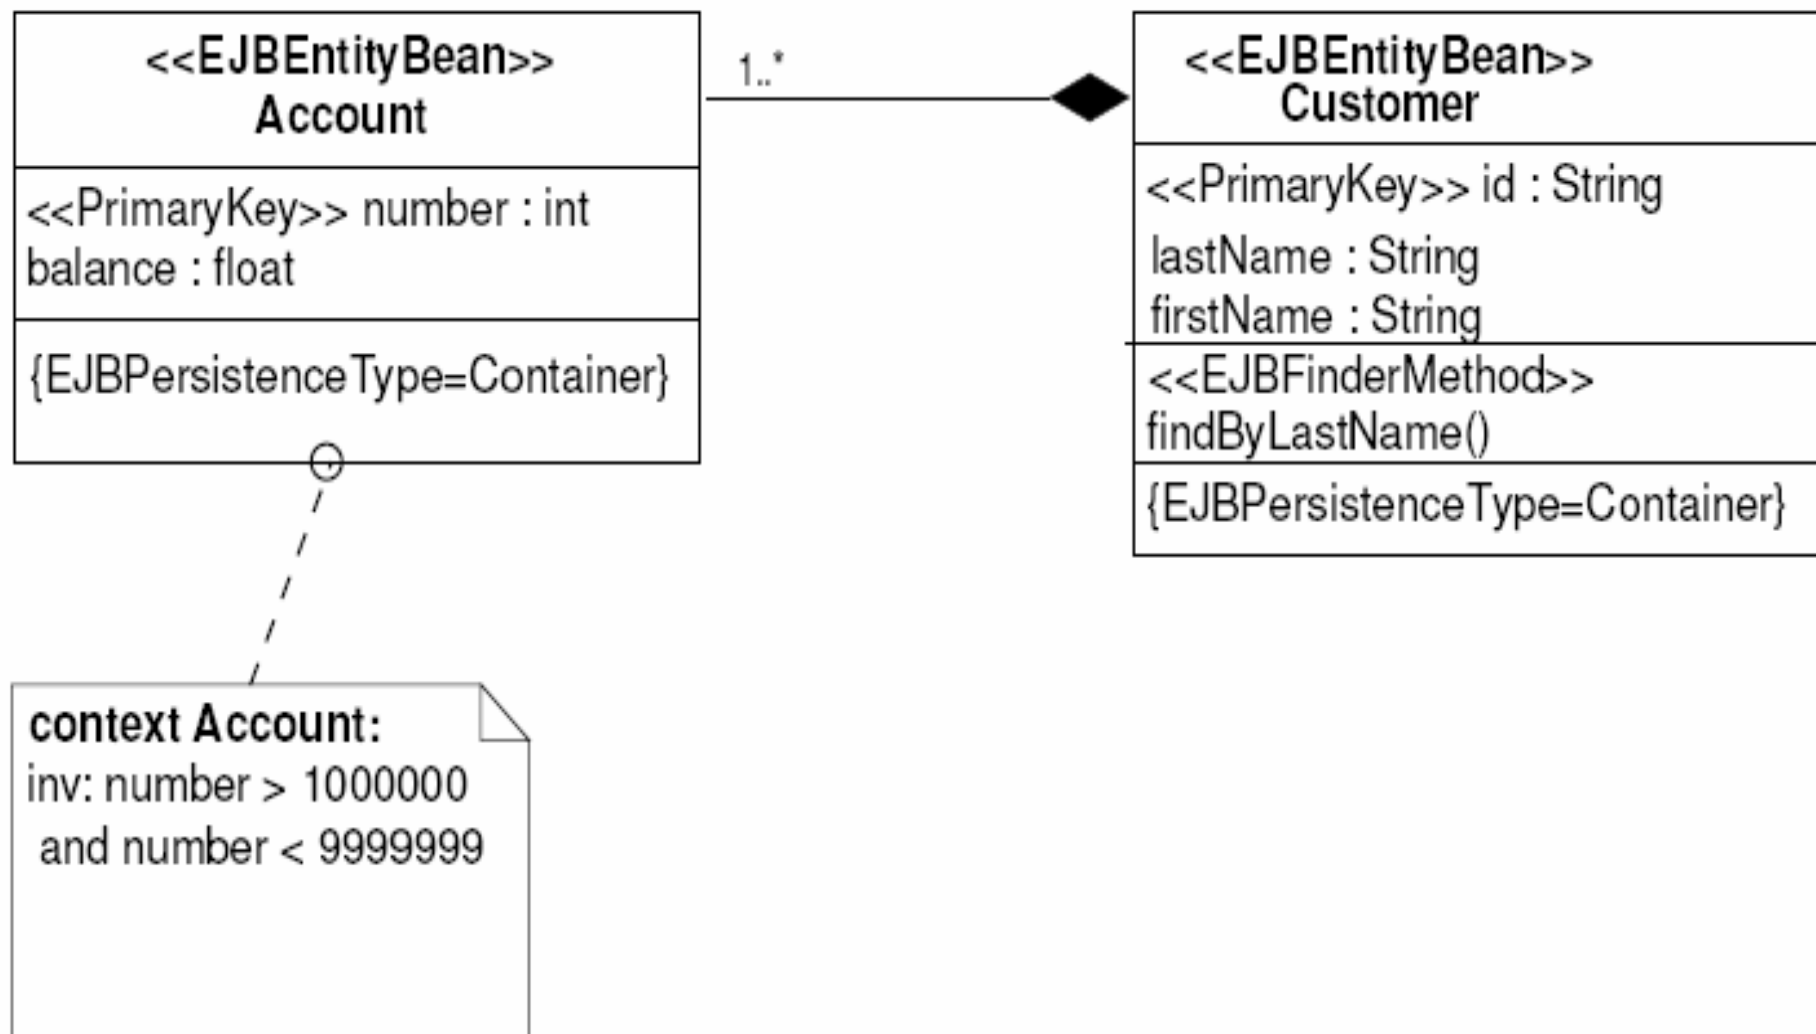 <<EJBEntityBean>>
Account
<<PrimaryKey>> number : int
balance : float
{EJBPersistenceType=Container}
1..*
<<EJBEntityBean>>
Customer
<<PrimaryKey>> id : String
lastName : String
firstName : String
<<EJBFinderMethod>>
findByLastName()
{EJBPersistenceType=Container}
context Account:
inv: number > 1000000
and number < 9999999